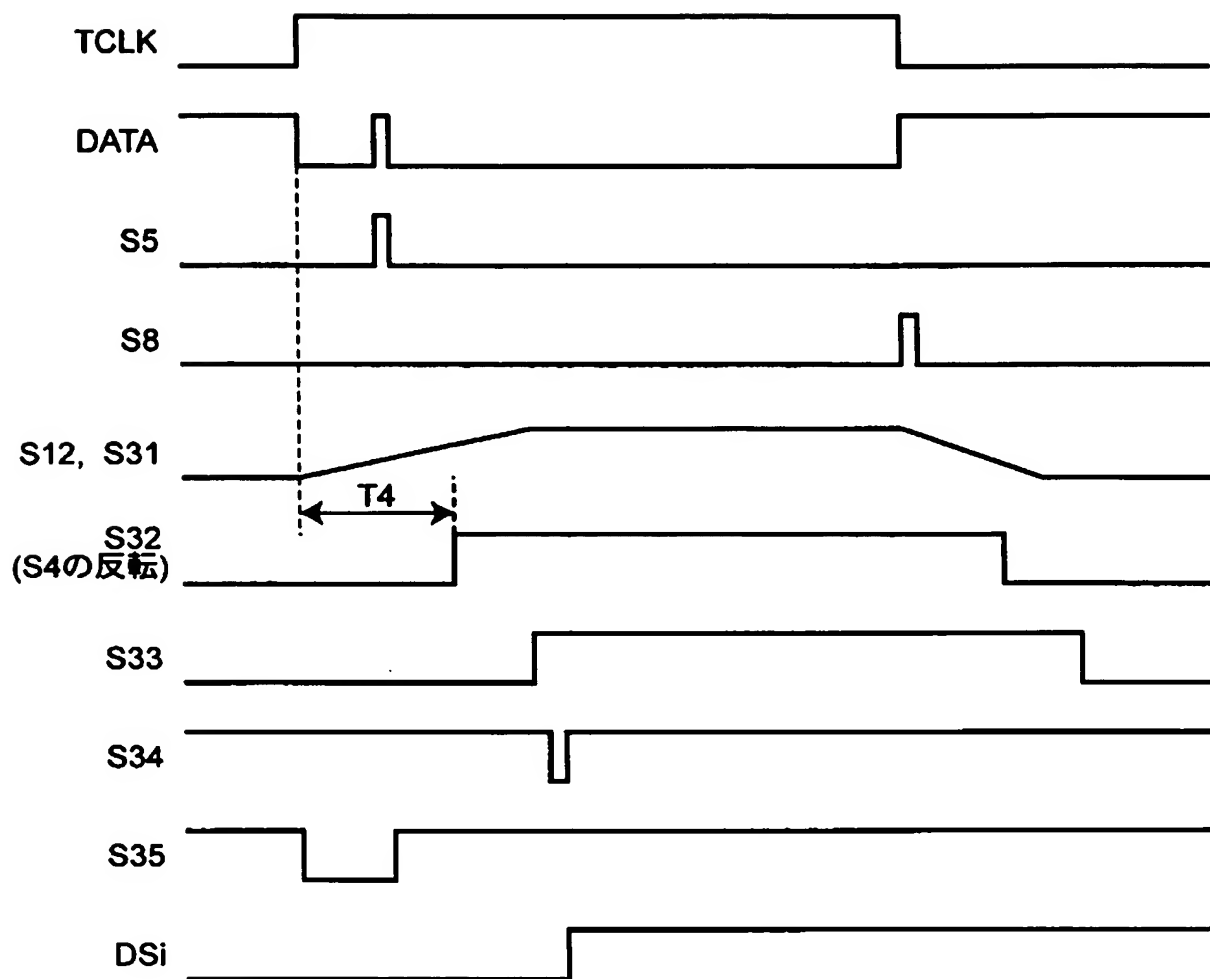 TCLK
DATA
S5
S8
S12, S31
T4
S32
(S4の反転)
S33
S34
S35
DSi